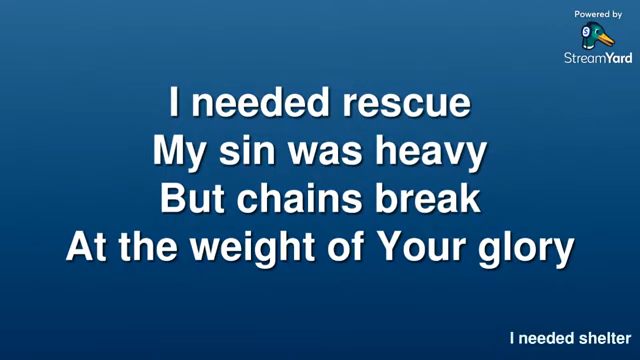 Powered by
StreamYard
I needed rescue
My sin was heavy
But chains break
At the weight of Your glory
I needed shelter